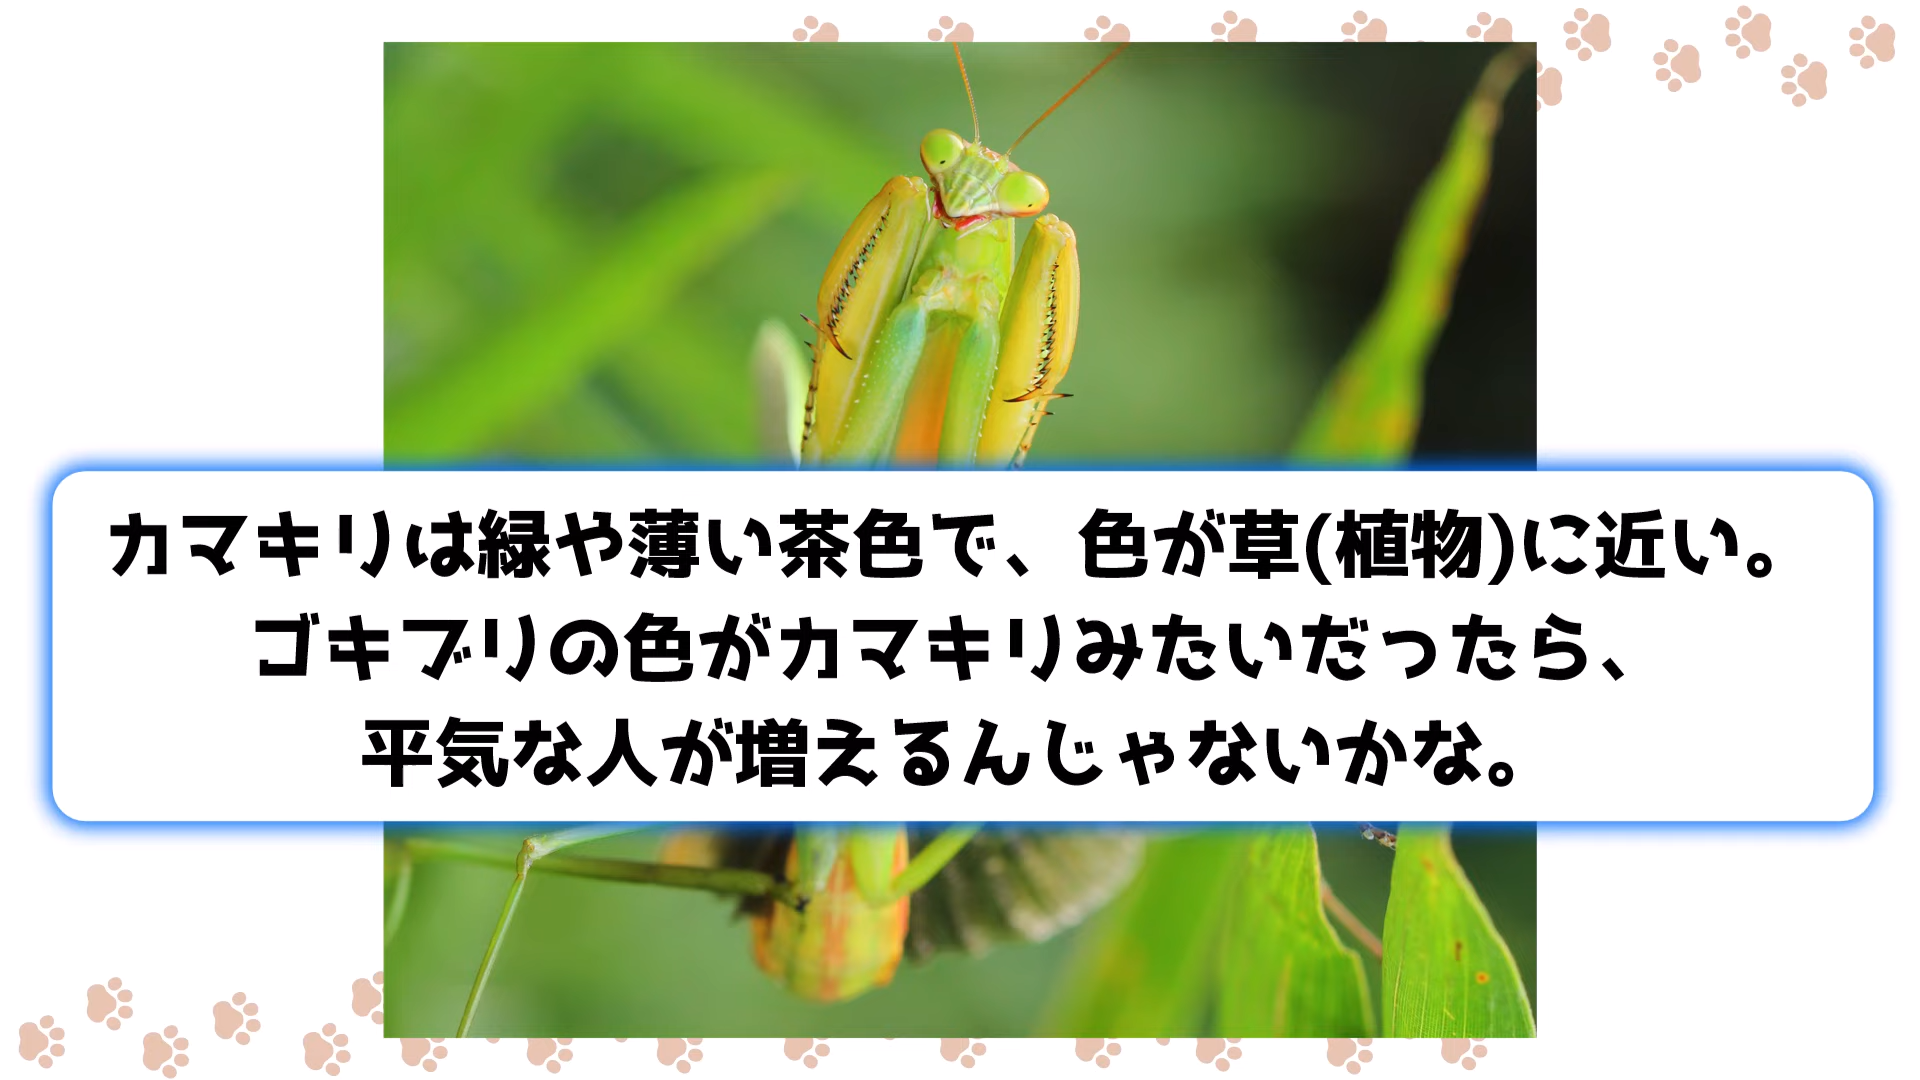 カマキリは緑や薄い茶色で、色が草(植物)に近い。
ゴキブリの色がカマキリみたいだったら、
平気な人が増えるんじゃないかな。